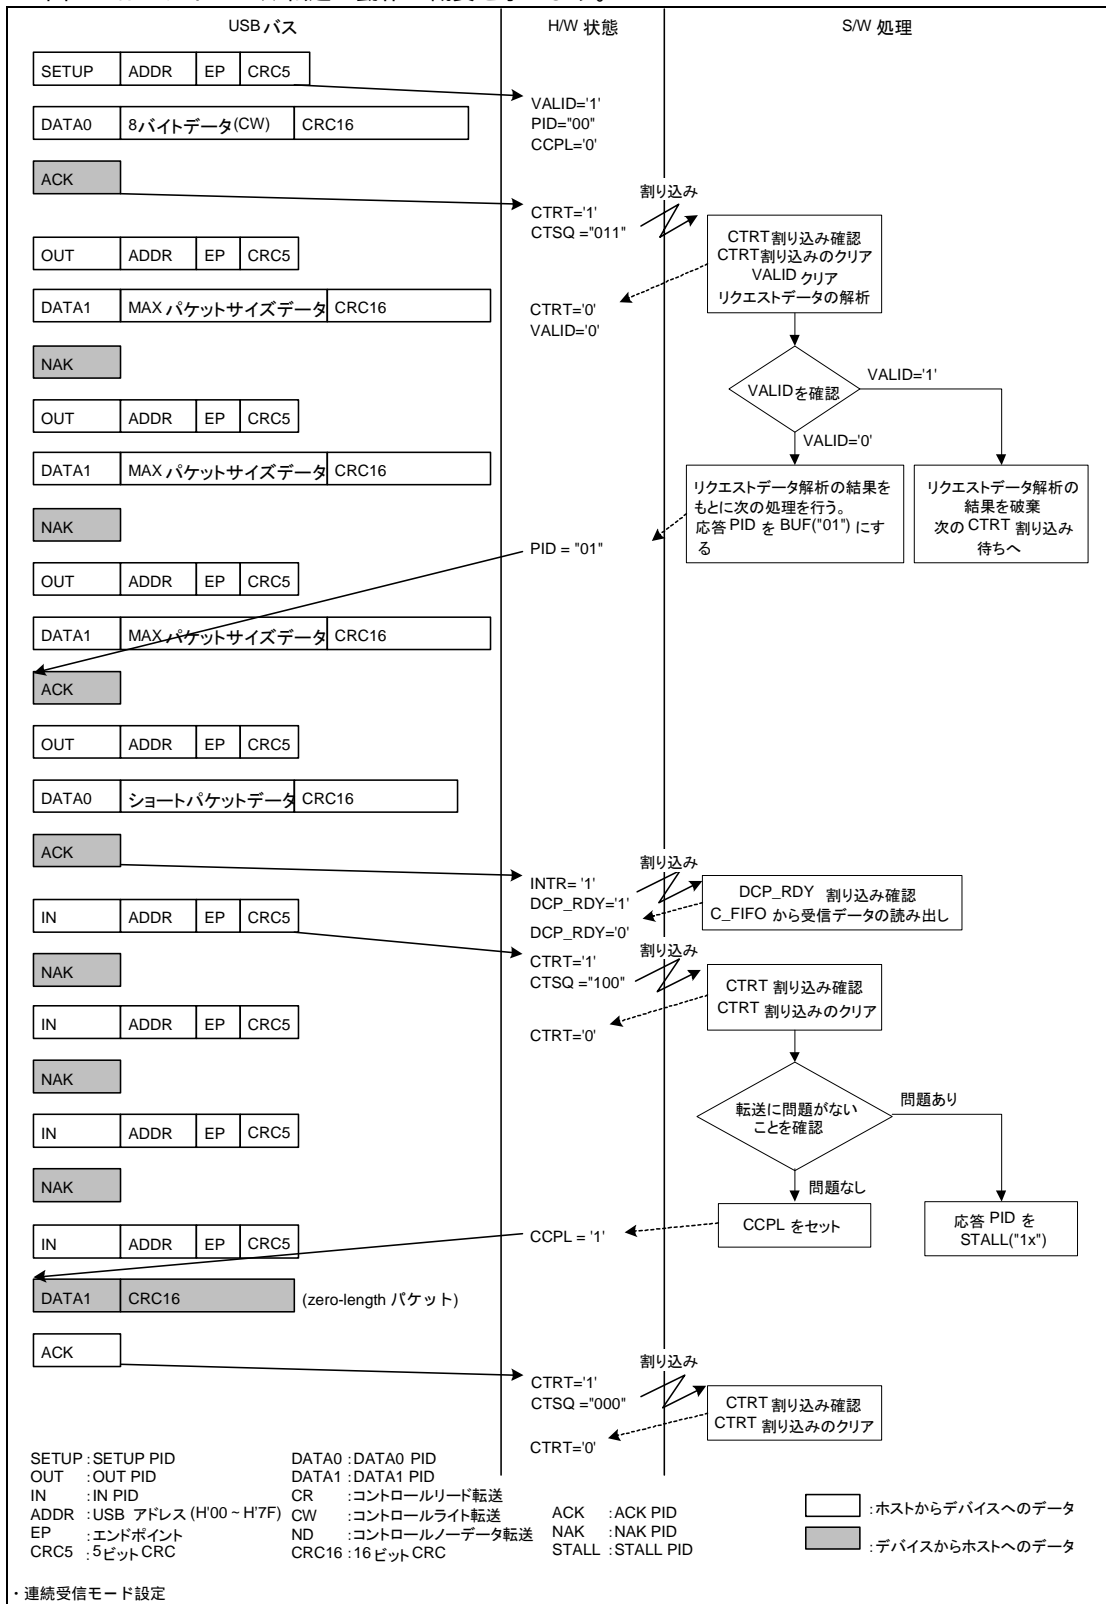 USBバス
H/W 状態
S/W 処理
SETUP ADDR EP CRC5
DATA0 8バイトデータ(CW) CRC16
ACK
OUT ADDR EP CRC5
DATA1 MAX パケットサイズデータ CRC16
NAK
OUT ADDR EP CRC5
DATA1 MAX パケットサイズデータ CRC16
NAK
OUT ADDR EP CRC5
DATA1 MAX パケットサイズデータ CRC16
ACK
OUT ADDR EP CRC5
DATA0 ショートパケットデータ CRC16
ACK
IN ADDR EP CRC5
NAK
IN ADDR EP CRC5
NAK
IN ADDR EP CRC5
NAK
IN ADDR EP CRC5
DATA1 CRC16 (zero-length パケット)
ACK
VALID='1'
PID="00"
CCPL='0'
割り込み
CTRT='1'
CTSQ ="011"
CTRT='0'
VALID='0'
PID = "01"
割り込み
INTR= '1'
DCP_RDY='1'
DCP_RDY='0'
割り込み
CTRT='1'
CTSQ ="100"
CTRT='0'
CCPL = '1'
割り込み
CTRT='1'
CTSQ ="000"
CTRT='0'
CTRT割り込み確認
CTRT割り込みのクリア
VALID クリア
リクエストデータの解析
VALIDを確認
VALID='1'
VALID='0'
リクエストデータ解析の結果を
もとに次の処理を行う。
応答 PID を BUF("01") にす
る
リクエストデータ解析の
結果を破棄
次の CTRT 割り込み
待ちへ
DCP_RDY 割り込み確認
C_FIFO から受信データの読み出し
CTRT 割り込み確認
CTRT 割り込みのクリア
転送に問題がない
ことを確認
問題あり
問題なし
CCPL をセット
応答 PID を
STALL("1x")
CTRT 割り込み確認
CTRT 割り込みのクリア
SETUP : SETUP PID
OUT : OUT PID
IN : IN PID
ADDR : USB アドレス (H'00 ~ H'7F)
EP : エンドポイント
CRC5 : 5ビット CRC
DATA0 : DATA0 PID
DATA1 : DATA1 PID
CR : コントロールリード転送
CW : コントロールライト転送
ND : コントロールノーデータ転送
CRC16 : 16ビット CRC
ACK : ACK PID
NAK : NAK PID
STALL : STALL PID
: ホストからデバイスへのデータ
: デバイスからホストへのデータ
・連続受信モード設定